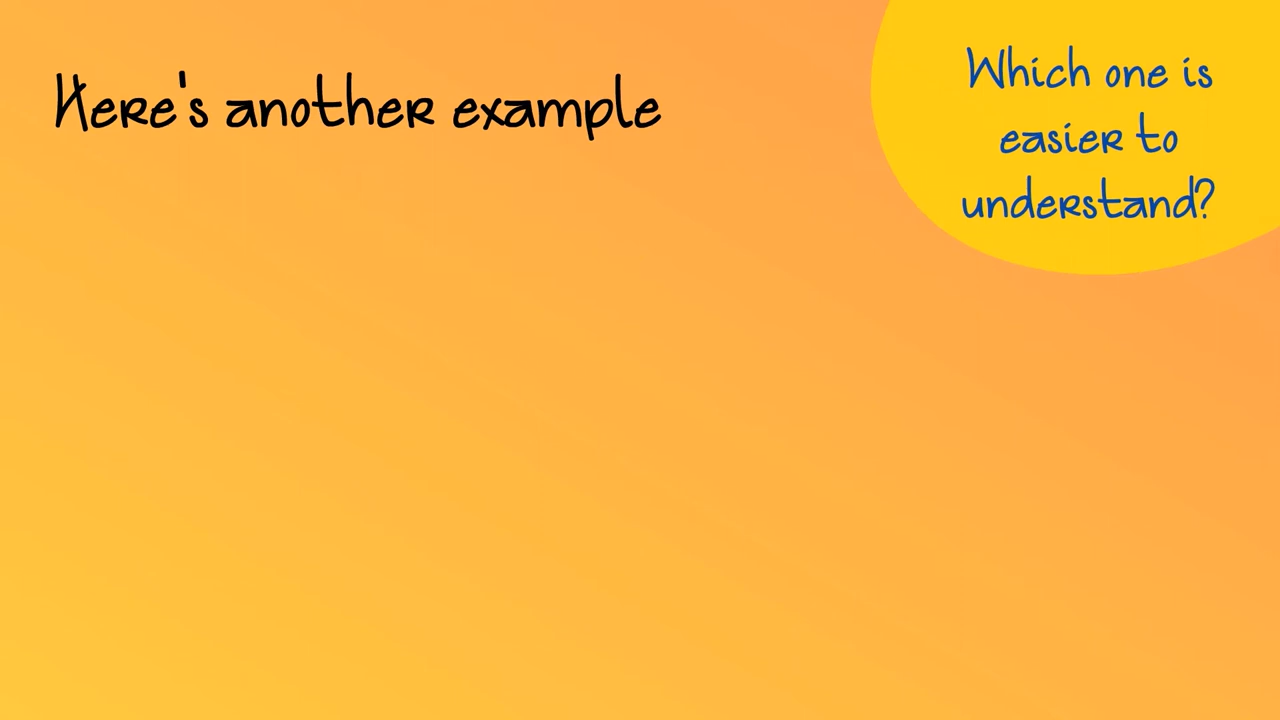 Here's another example
Which one is
easier to
understand?